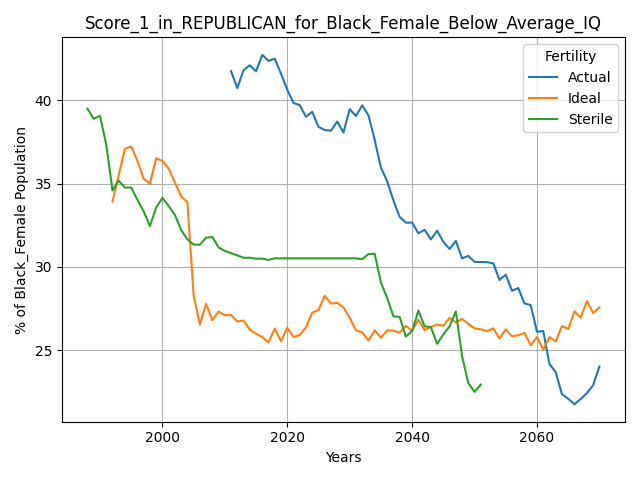 Score_1_in_REPUBLICAN_for_Black_Female_Below_Average_IQ
Fertility
Actual
Ideal
Sterile
% of Black_Female Population
40
35
30
25
2000
2020
2040
2060
Years